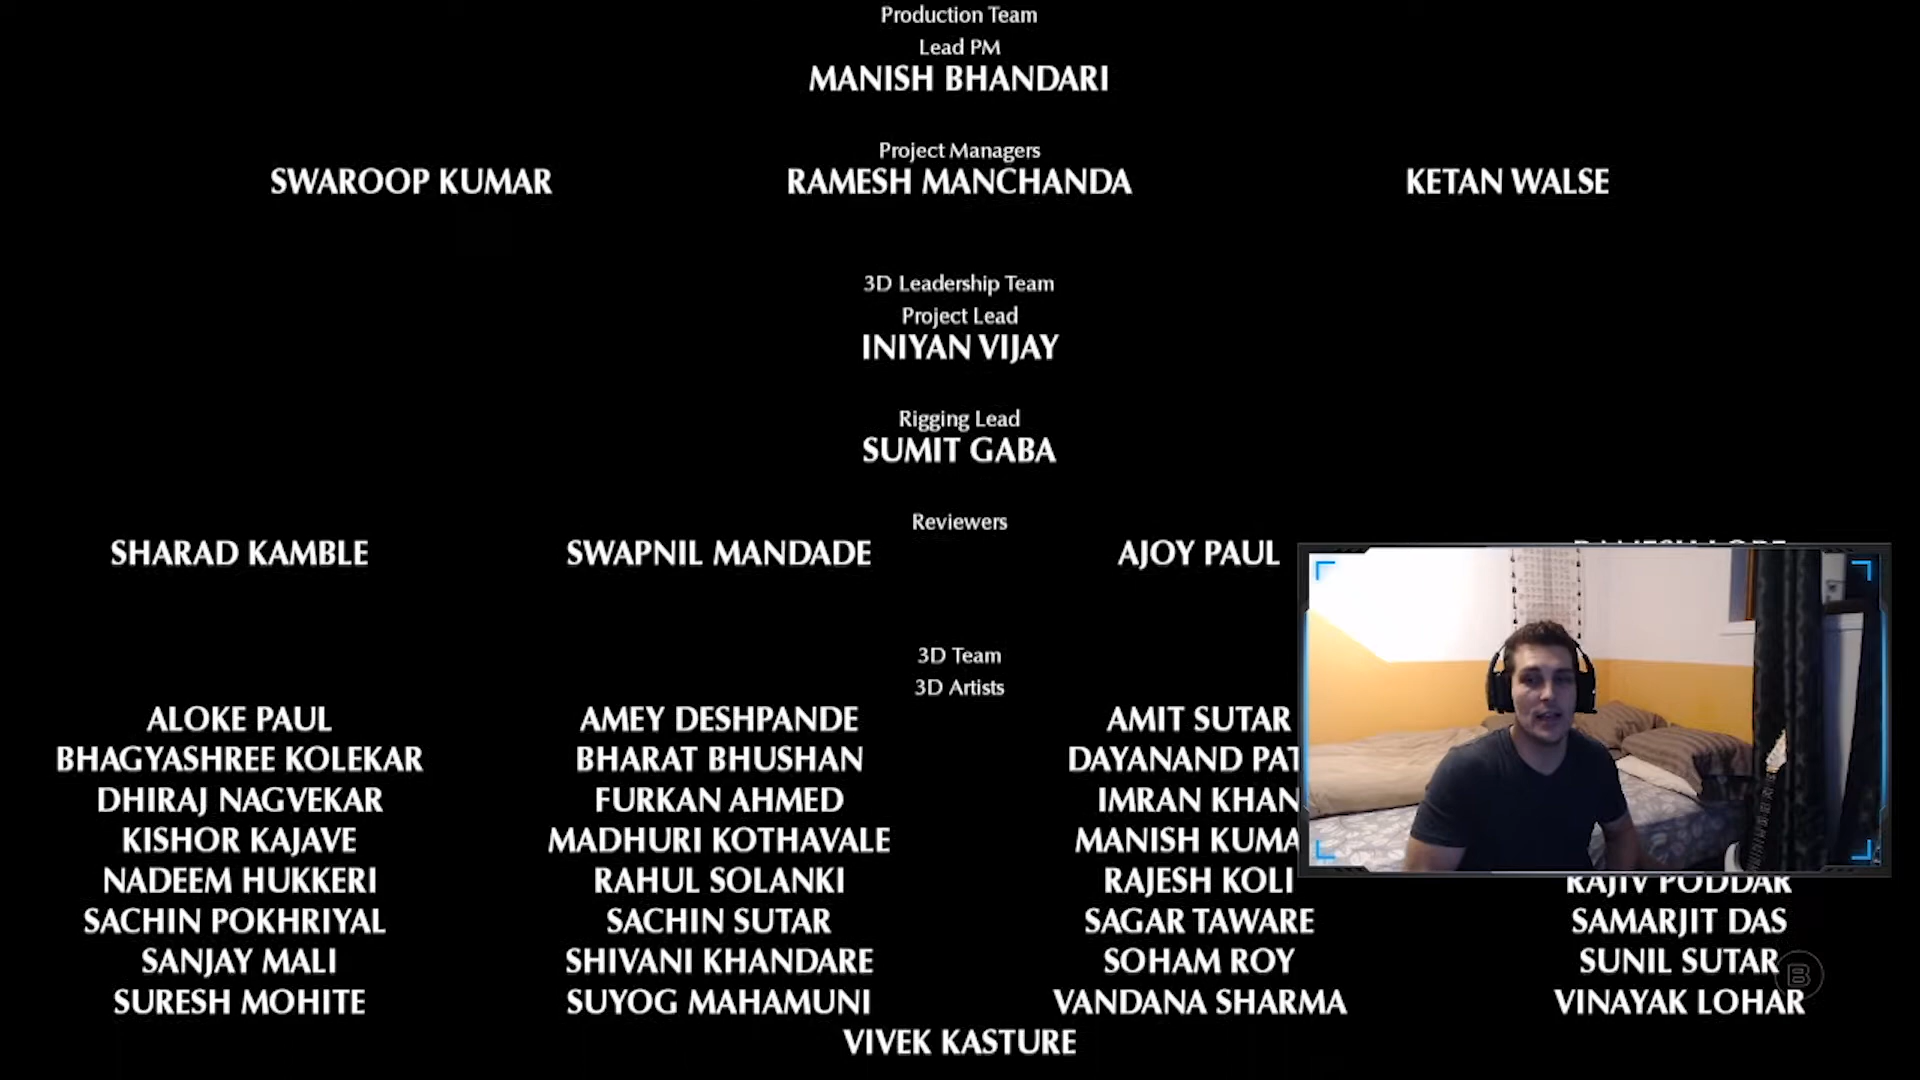 Production Team
Lead PM
MANISH BHANDARI
Project Managers
SWAROOP KUMAR RAMESH MANCHANDA KETAN WALSE
3D Leadership Team
Project Lead
INIYAN VIJAY
Rigging Lead
SUMIT GABA
Reviewers
SHARAD KAMBLE SWAPNIL MANDADE AJOY PAUL
3D Team
3D Artists
ALOKE PAUL AMEY DESHPANDE AMIT SUTAR
BHAGYASHREE KOLEKAR BHARAT BHUSHAN DAYANAND
DHIRAJ NAGVEKAR FURKAN AHMED IMRAN KHAN
KISHOR KAJAVE MADHURI KOTHAVALE MANISH
NADEEM HUKKERI RAHUL SOLANKI RAJESH KOLI RAJIV PODDAR
SACHIN POKHRIYAL SACHIN SUTAR SAGAR TAWARE SAMARJIT DAS
SANJAY MALI SHIVANI KHANDARE SOHAM ROY SUNIL SUTAR
SURESH MOHITE SUYOG MAHAMUNI VANDANA SHARMA VINAYAK LOHAR
VIVEK KASTURE